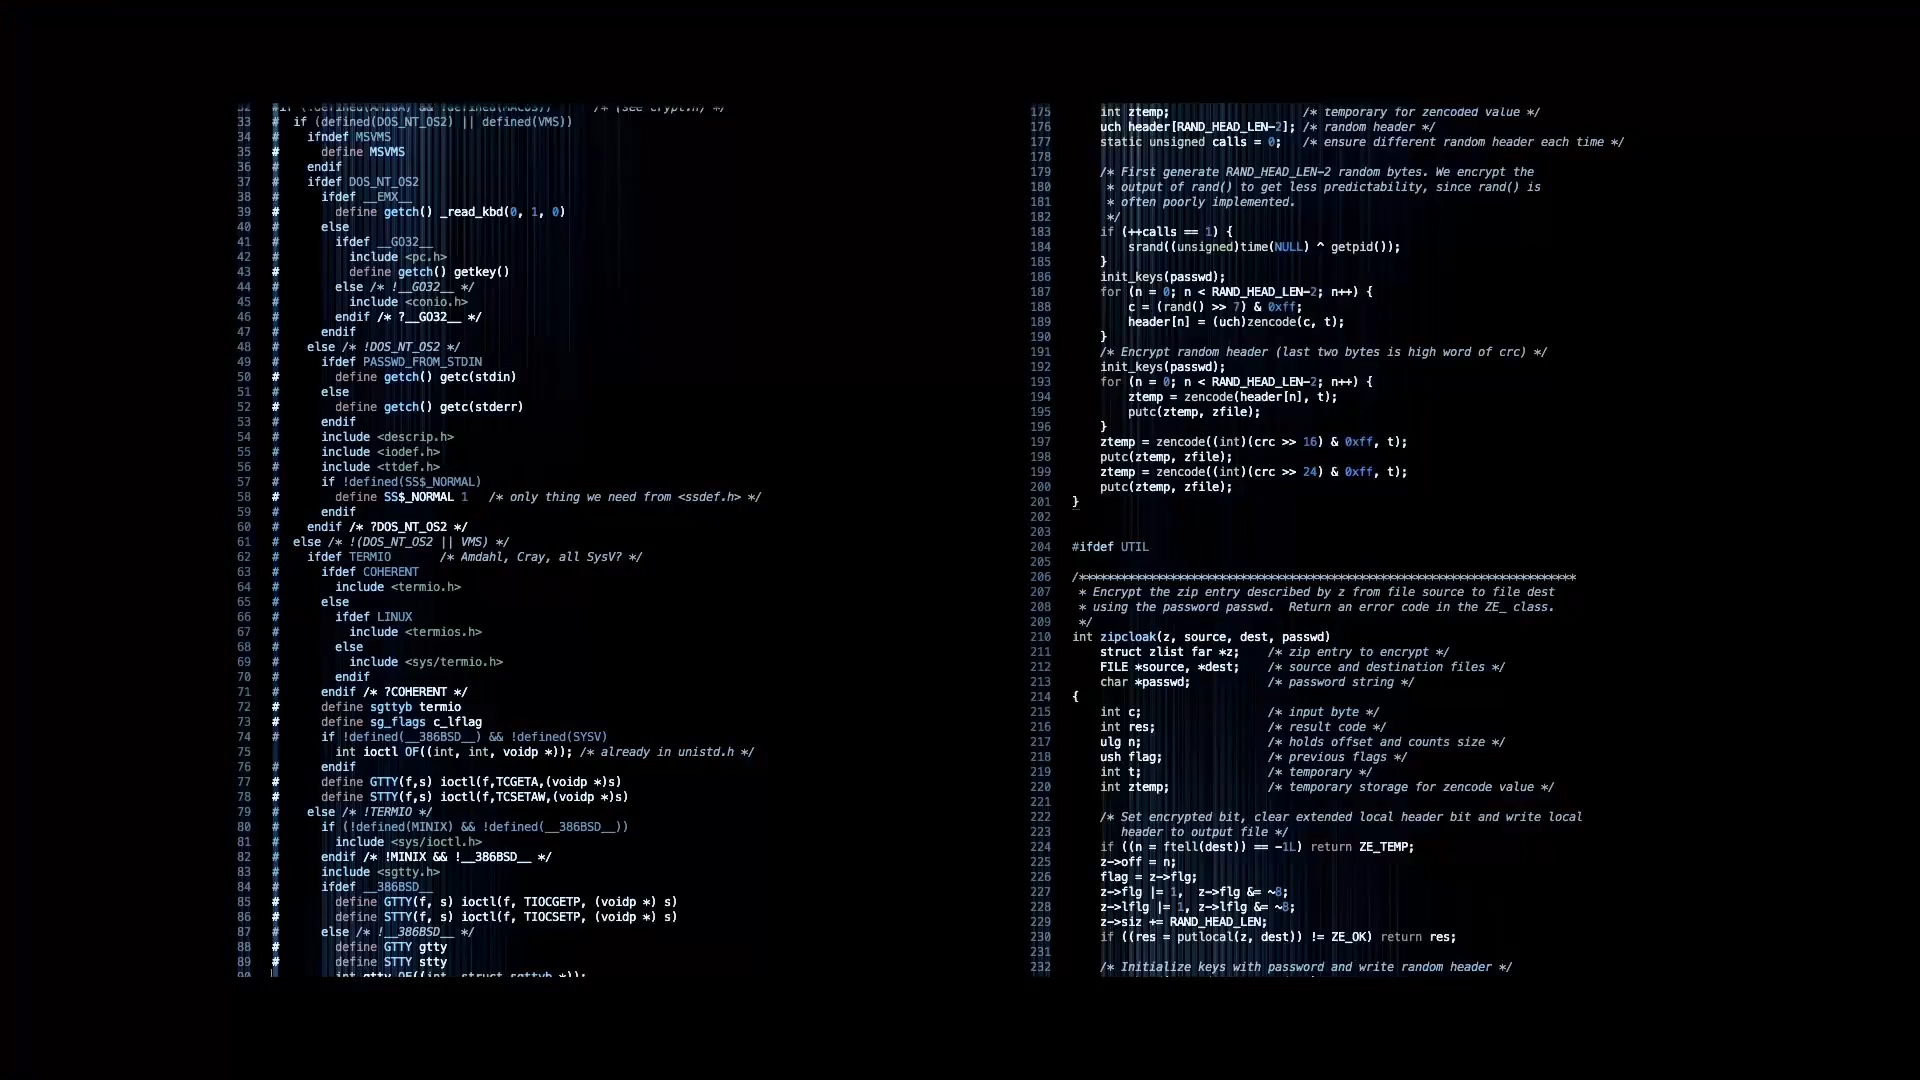 32 #if (!defined(AMIGA) && !defined(MACOS)) /* (see crypt.h) */
33 # if (defined(DOS_NT_OS2) || defined(VMS))
34 # ifndef MSVMS
35 # define MSVMS
36 # endif
37 # ifdef DOS_NT_OS2
38 # ifdef __EMX__
39 # define getch() _read_kbd(0, 1, 0)
40 # else
41 # ifdef __GO32__
42 # include <pc.h>
43 # define getch() getkey()
44 # else /* !__GO32__ */
45 # include <conio.h>
46 # endif /* ?__GO32__ */
47 # endif
48 # else /* !DOS_NT_OS2 */
49 # ifdef PASSWD_FROM_STDIN
50 # define getch() getc(stdin)
51 # else
52 # define getch() getc(stderr)
53 # endif
54 # include <descrip.h>
55 # include <iodef.h>
56 # include <ttdef.h>
57 # if !defined(SS$_NORMAL)
58 # define SS$_NORMAL 1 /* only thing we need from <ssdef.h> */
59 # endif
60 # endif /* ?DOS_NT_OS2 */
61 # else /* !(DOS_NT_OS2 || VMS) */
62 # ifdef TERMIO /* Amdahl, Cray, all SysV? */
63 # ifdef COHERENT
64 # include <termio.h>
65 # else
66 # ifdef LINUX
67 # include <termios.h>
68 # else
69 # include <sys/termio.h>
70 # endif
71 # endif /* ?COHERENT */
72 # define sgttyb termio
73 # define sg_flags c_lflag
74 # if !defined(__386BSD__) && !defined(SYSV)
75 int ioctl OF((int, int, voidp *)); /* already in unistd.h */
76 # endif
77 # define GTTY(f,s) ioctl(f,TCGETA,(voidp *)s)
78 # define STTY(f,s) ioctl(f,TCSETAW,(voidp *)s)
79 # else /* !TERMIO */
80 # if (!defined(MINIX) && !defined(__386BSD__))
81 # include <sys/ioctl.h>
82 # endif /* !MINIX && !__386BSD__ */
83 # include <sgtty.h>
84 # ifdef __386BSD__
85 # define GTTY(f, s) ioctl(f, TIOCGETP, (voidp *) s)
86 # define STTY(f, s) ioctl(f, TIOCSETP, (voidp *) s)
87 # else /* !__386BSD__ */
88 # define GTTY gtty
89 # define STTY stty
90 int gtty OF((int, struct sgttyb *));
175 int ztemp; /* temporary for zencoded value */
176 uch header[RAND_HEAD_LEN-2]; /* random header */
177 static unsigned calls = 0; /* ensure different random header each time */
178
179 /* First generate RAND_HEAD_LEN-2 random bytes. We encrypt the
180 * output of rand() to get less predictability, since rand() is
181 * often poorly implemented.
182 */
183 if (++calls == 1) {
184 srand((unsigned)time(NULL) ^ getpid());
185 }
186 init_keys(passwd);
187 for (n = 0; n < RAND_HEAD_LEN-2; n++) {
188 c = (rand() >> 7) & 0xff;
189 header[n] = (uch)zencode(c, t);
190 }
191 /* Encrypt random header (last two bytes is high word of crc) */
192 init_keys(passwd);
193 for (n = 0; n < RAND_HEAD_LEN-2; n++) {
194 ztemp = zencode(header[n], t);
195 putc(ztemp, zfile);
196 }
197 ztemp = zencode((int)(crc >> 16) & 0xff, t);
198 putc(ztemp, zfile);
199 ztemp = zencode((int)(crc >> 24) & 0xff, t);
200 putc(ztemp, zfile);
201 }
202
203
204 #ifdef UTIL
205
206 /***********************************************************************
207 * Encrypt the zip entry described by z from file source to file dest
208 * using the password passwd. Return an error code in the ZE_ class.
209 */
210 int zipcloak(z, source, dest, passwd)
211 struct zlist far *z; /* zip entry to encrypt */
212 FILE *source, *dest; /* source and destination files */
213 char *passwd; /* password string */
214 {
215 int c; /* input byte */
216 int res; /* result code */
217 ulg n; /* holds offset and counts size */
218 ush flag; /* previous flags */
219 int t; /* temporary */
220 int ztemp; /* temporary storage for zencode value */
221
222 /* Set encrypted bit, clear extended local header bit and write local
223 header to output file */
224 if ((n = ftell(dest)) == -1L) return ZE_TEMP;
225 z->off = n;
226 flag = z->flg;
227 z->flg |= 1, z->flg &= ~8;
228 z->lflg |= 1, z->lflg &= ~8;
229 z->siz += RAND_HEAD_LEN;
230 if ((res = putlocal(z, dest)) != ZE_OK) return res;
231
232 /* Initialize keys with password and write random header */